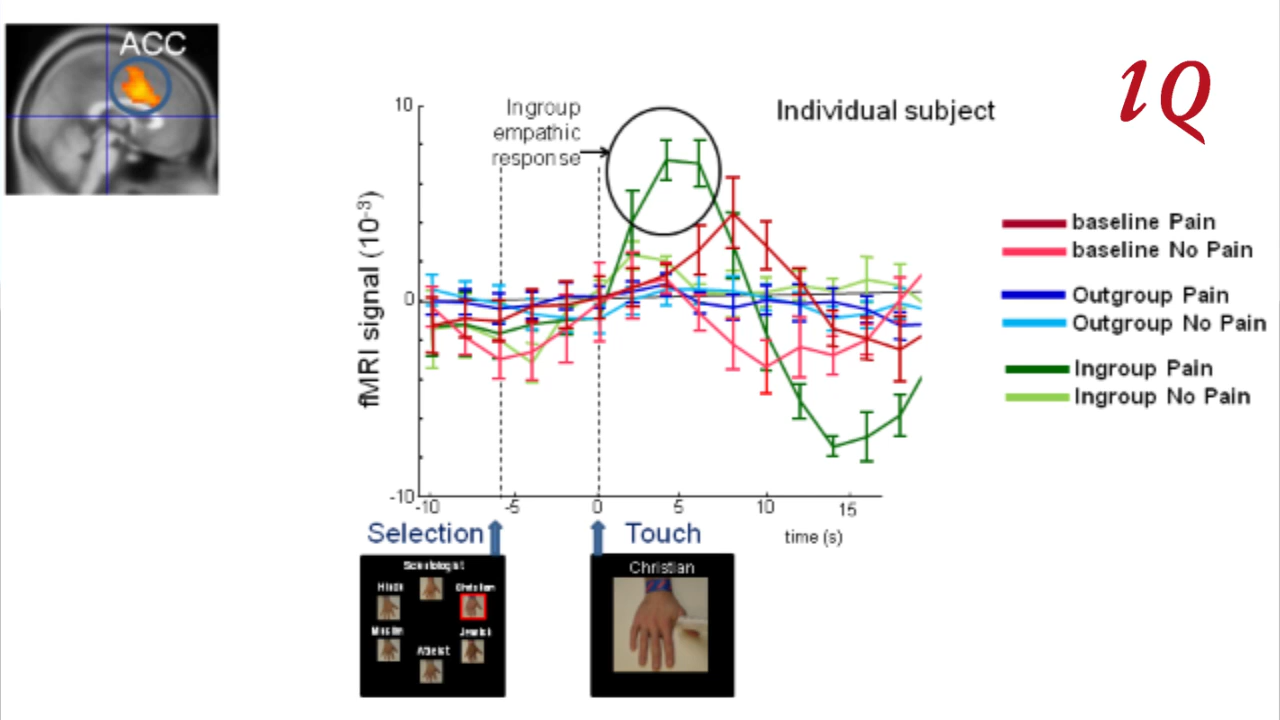 ACC
lQ
Individual subject
Ingroup
empathic
response
fMRI signal (10⁻³)
10
0
-10
-10
-5
0
5
10
15
time (s)
baseline Pain
baseline No Pain
Outgroup Pain
Outgroup No Pain
Ingroup Pain
Ingroup No Pain
Selection
Touch
Scientologist
Hindu
Christian
Muslim
Jewish
Atheist
Christian